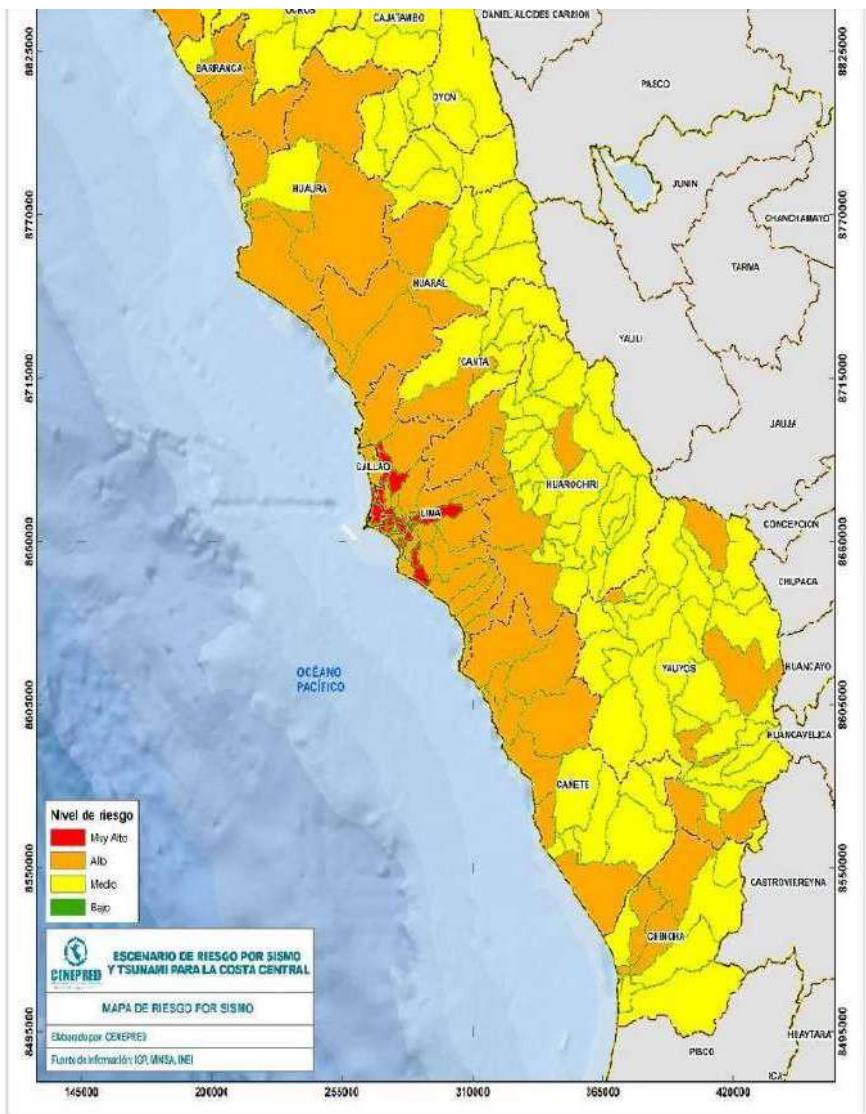 CAJATAMBO
DANIEL ALCIDES CARRION
8825000
8825000
BARRANCA
OYON
PASCO
8770000
8770000
HUAURA
JUNIN
CHANCHAMAYO
TARMA
HUARAL
YAULI
CANTA
8715000
8715000
JAUJA
CALLAO
HUAROCHIRI
LIMA
CONCEPCION
8660000
8660000
CHUPACA
YAUYOS
HUANCAYO
OCÉANO
PACÍFICO
8605000
8605000
HUANCAVELICA
CAÑETE
Nivel de riesgo
Muy Alto
Alto
Medio
Bajo
8550000
8550000
CASTROVIRREYNA
CHINCHA
CENEPRED
ESCENARIO DE RIESGO POR SISMO
Y TSUNAMI PARA LA COSTA CENTRAL
MAPA DE RIESGO POR SISMO
Elaborado por: CENEPRED
Fuente de información: IGP, MINSA, INEI
8495000
8495000
HUAYTARA
PISCO
ICA
145000
200000
255000
310000
365000
420000